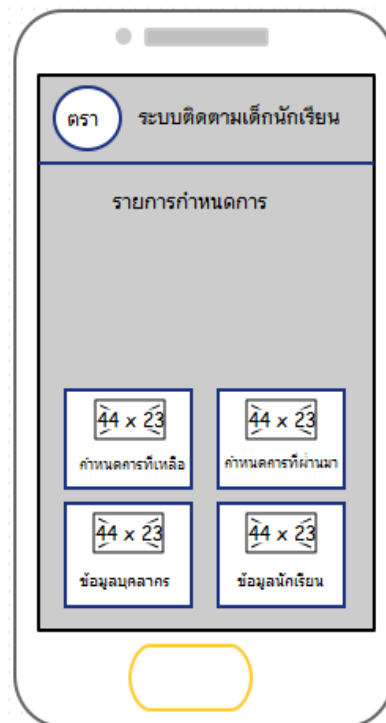 ตรา ระบบติดตามเด็กนักเรียน
รายการกำหนดการ
44 x 23 44 x 23
กำหนดการที่เหลือ กำหนดการที่ผ่านมา
44 x 23 44 x 23
ข้อมูลบุคลากร ข้อมูลนักเรียน